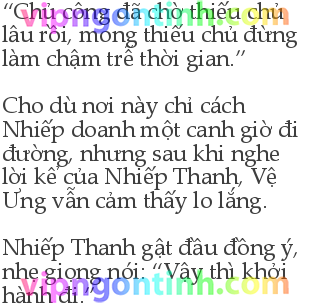 “Chủ công đã chờ thiếu chủ
lâu rồi, mong thiếu chủ đừng
làm chậm trễ thời gian.”
Cho dù nơi này chỉ cách
Nhiếp doanh một canh giờ đi
đường, nhưng sau khi nghe
lời kể của Nhiếp Thanh, Vệ
Ưng vẫn cảm thấy lo lắng.
Nhiếp Thanh gật đầu đồng ý,
nhẹ giọng nói: “Vậy thì khởi
hành đi.”
vipngontinh.com
vipngontinh.com